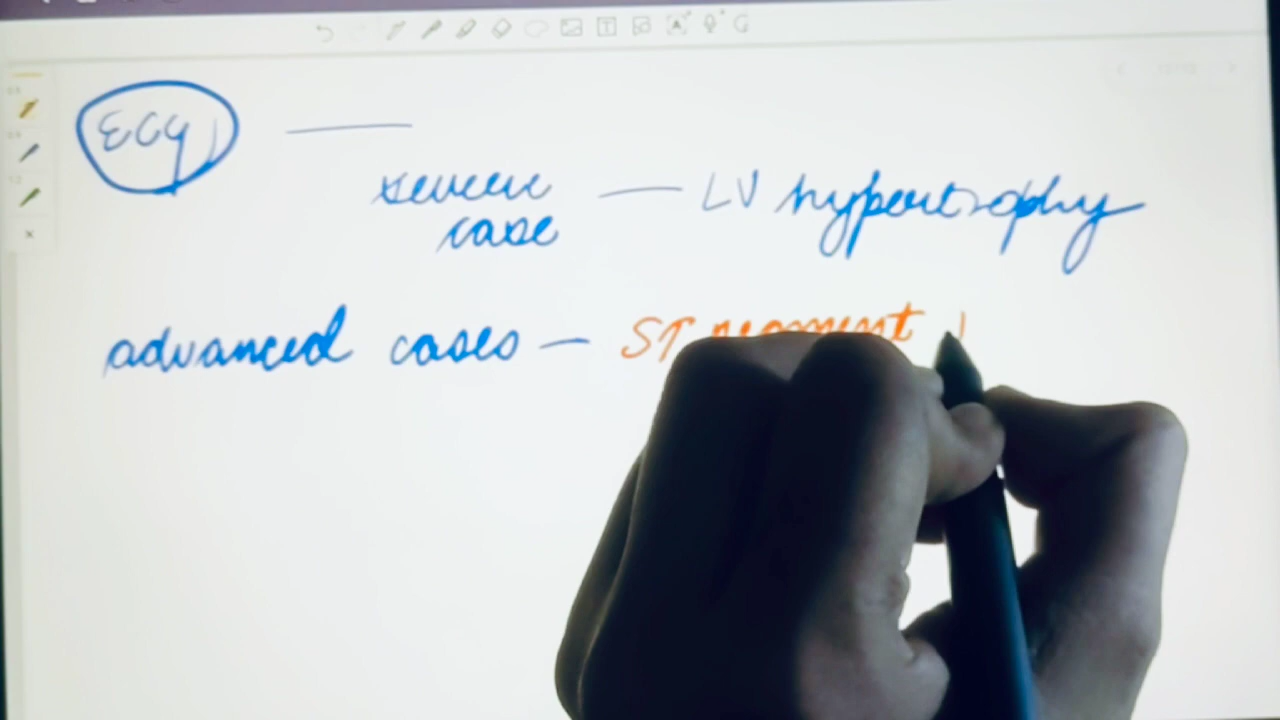 ECG —
severe — LV hypertrophy
case
advanced cases — ST segment